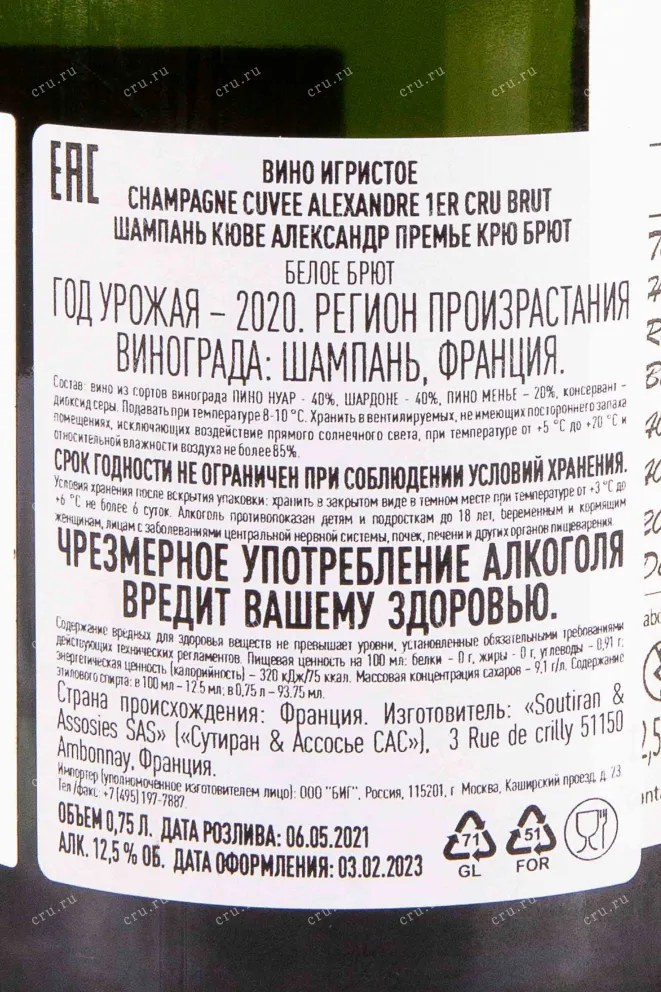 EAC
ВИНО ИГРИСТОЕ
CHAMPAGNE CUVEE ALEXANDRE 1ER CRU BRUT
ШАМПАНЬ КЮВЕ АЛЕКСАНДР ПРЕМЬЕ КРЮ БРЮТ
БЕЛОЕ БРЮТ
ГОД УРОЖАЯ – 2020. РЕГИОН ПРОИЗРАСТАНИЯ
ВИНОГРАДА: ШАМПАНЬ, ФРАНЦИЯ.
Состав: вино из сортов винограда ПИНО НУАР - 40%, ШАРДОНЕ - 40%, ПИНО МЕНЬЕ – 20%, консервант –
диоксид серы. Подавать при температуре 8-10 °С. Хранить в вентилируемых, не имеющих постороннего запаха
помещениях, исключающих воздействие прямого солнечного света, при температуре от +5 °С до +20 °С и
относительной влажности воздуха не более 85%.
СРОК ГОДНОСТИ НЕ ОГРАНИЧЕН ПРИ СОБЛЮДЕНИИ УСЛОВИЙ ХРАНЕНИЯ.
Условия хранения после вскрытия упаковки: хранить в закрытом виде в темном месте при температуре от +3 °С до
+6 °С не более 6 суток. Алкоголь противопоказан детям и подросткам до 18 лет, беременным и кормящим
женщинам, лицам с заболеваниями центральной нервной системы, почек, печени и других органов пищеварения.
ЧРЕЗМЕРНОЕ УПОТРЕБЛЕНИЕ АЛКОГОЛЯ
ВРЕДИТ ВАШЕМУ ЗДОРОВЬЮ.
Содержание вредных для здоровья веществ не превышает уровни, установленные обязательными требованиями
действующих технических регламентов. Пищевая ценность на 100 мл: белки - 0 г, жиры - 0 г, углеводы - 0,91 г;
энергетическая ценность (калорийность) – 320 кДж/75 ккал. Массовая концентрация сахаров – 9,1 г/л. Содержание
этилового спирта: в 100 мл – 12.5 мл; в 0,75 л – 93.75 мл.
Страна происхождения: Франция. Изготовитель: «Soutiran &
Assosies SAS» («Сутиран & Ассосье САС»), 3 Rue de crilly 51150
Ambonnay, Франция.
Импортер (уполномоченное изготовителем лицо): ООО "БИГ", Россия, 115201, г. Москва, Каширский проезд, д. 23.
Тел/факс: +7(495) 197-7887.
ОБЪЕМ 0,75 Л. ДАТА РОЗЛИВА: 06.05.2021
АЛК. 12,5 % ОБ. ДАТА ОФОРМЛЕНИЯ: 03.02.2023
71
GL
51
FOR
cru.ru